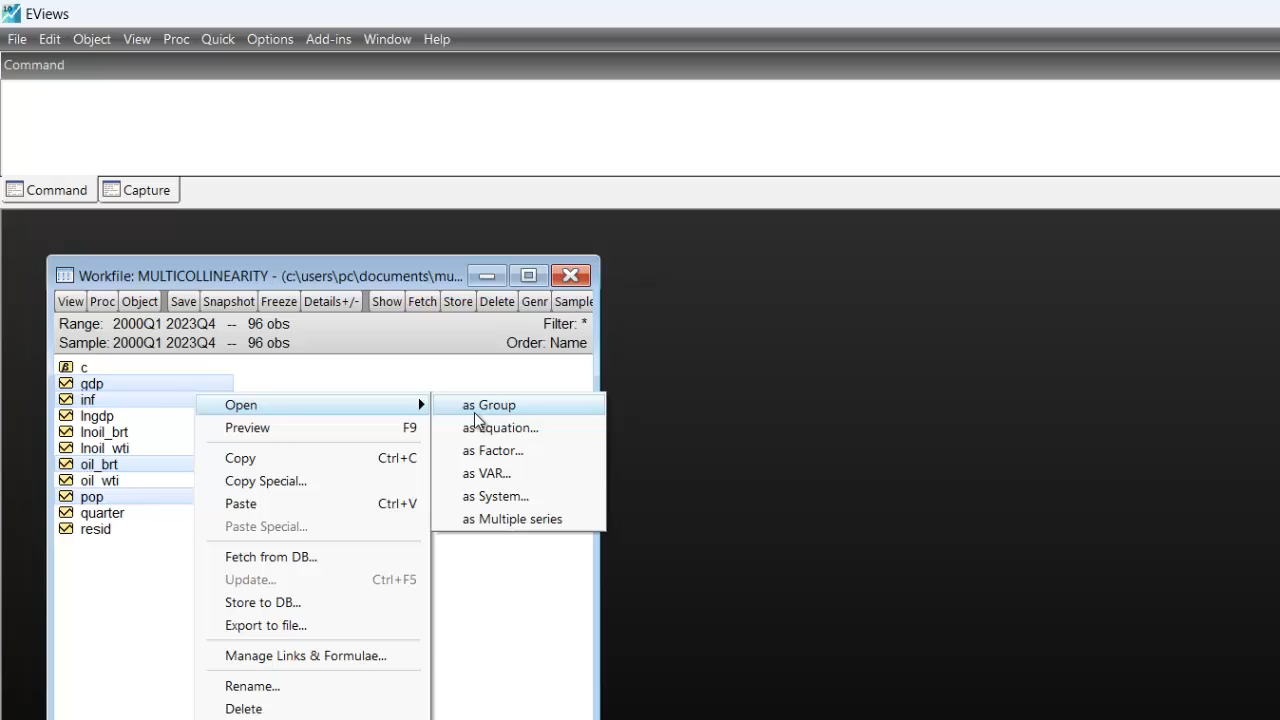 10 EViews
File Edit Object View Proc Quick Options Add-ins Window Help
Command
Command Capture
Workfile: MULTICOLLINEARITY - (c:\users\pc\documents\mu...
View Proc Object Save Snapshot Freeze Details+/- Show Fetch Store Delete Genr Sample
Range: 2000Q1 2023Q4 -- 96 obs Filter: *
Sample: 2000Q1 2023Q4 -- 96 obs Order: Name
c
gdp
inf
lngdp
lnoil_brt
lnoil_wti
oil_brt
oil_wti
pop
quarter
resid
Open
Preview F9
Copy Ctrl+C
Copy Special...
Paste Ctrl+V
Paste Special...
Fetch from DB...
Update... Ctrl+F5
Store to DB...
Export to file...
Manage Links & Formulae...
Rename...
Delete
as Group
as Equation...
as Factor...
as VAR...
as System...
as Multiple series